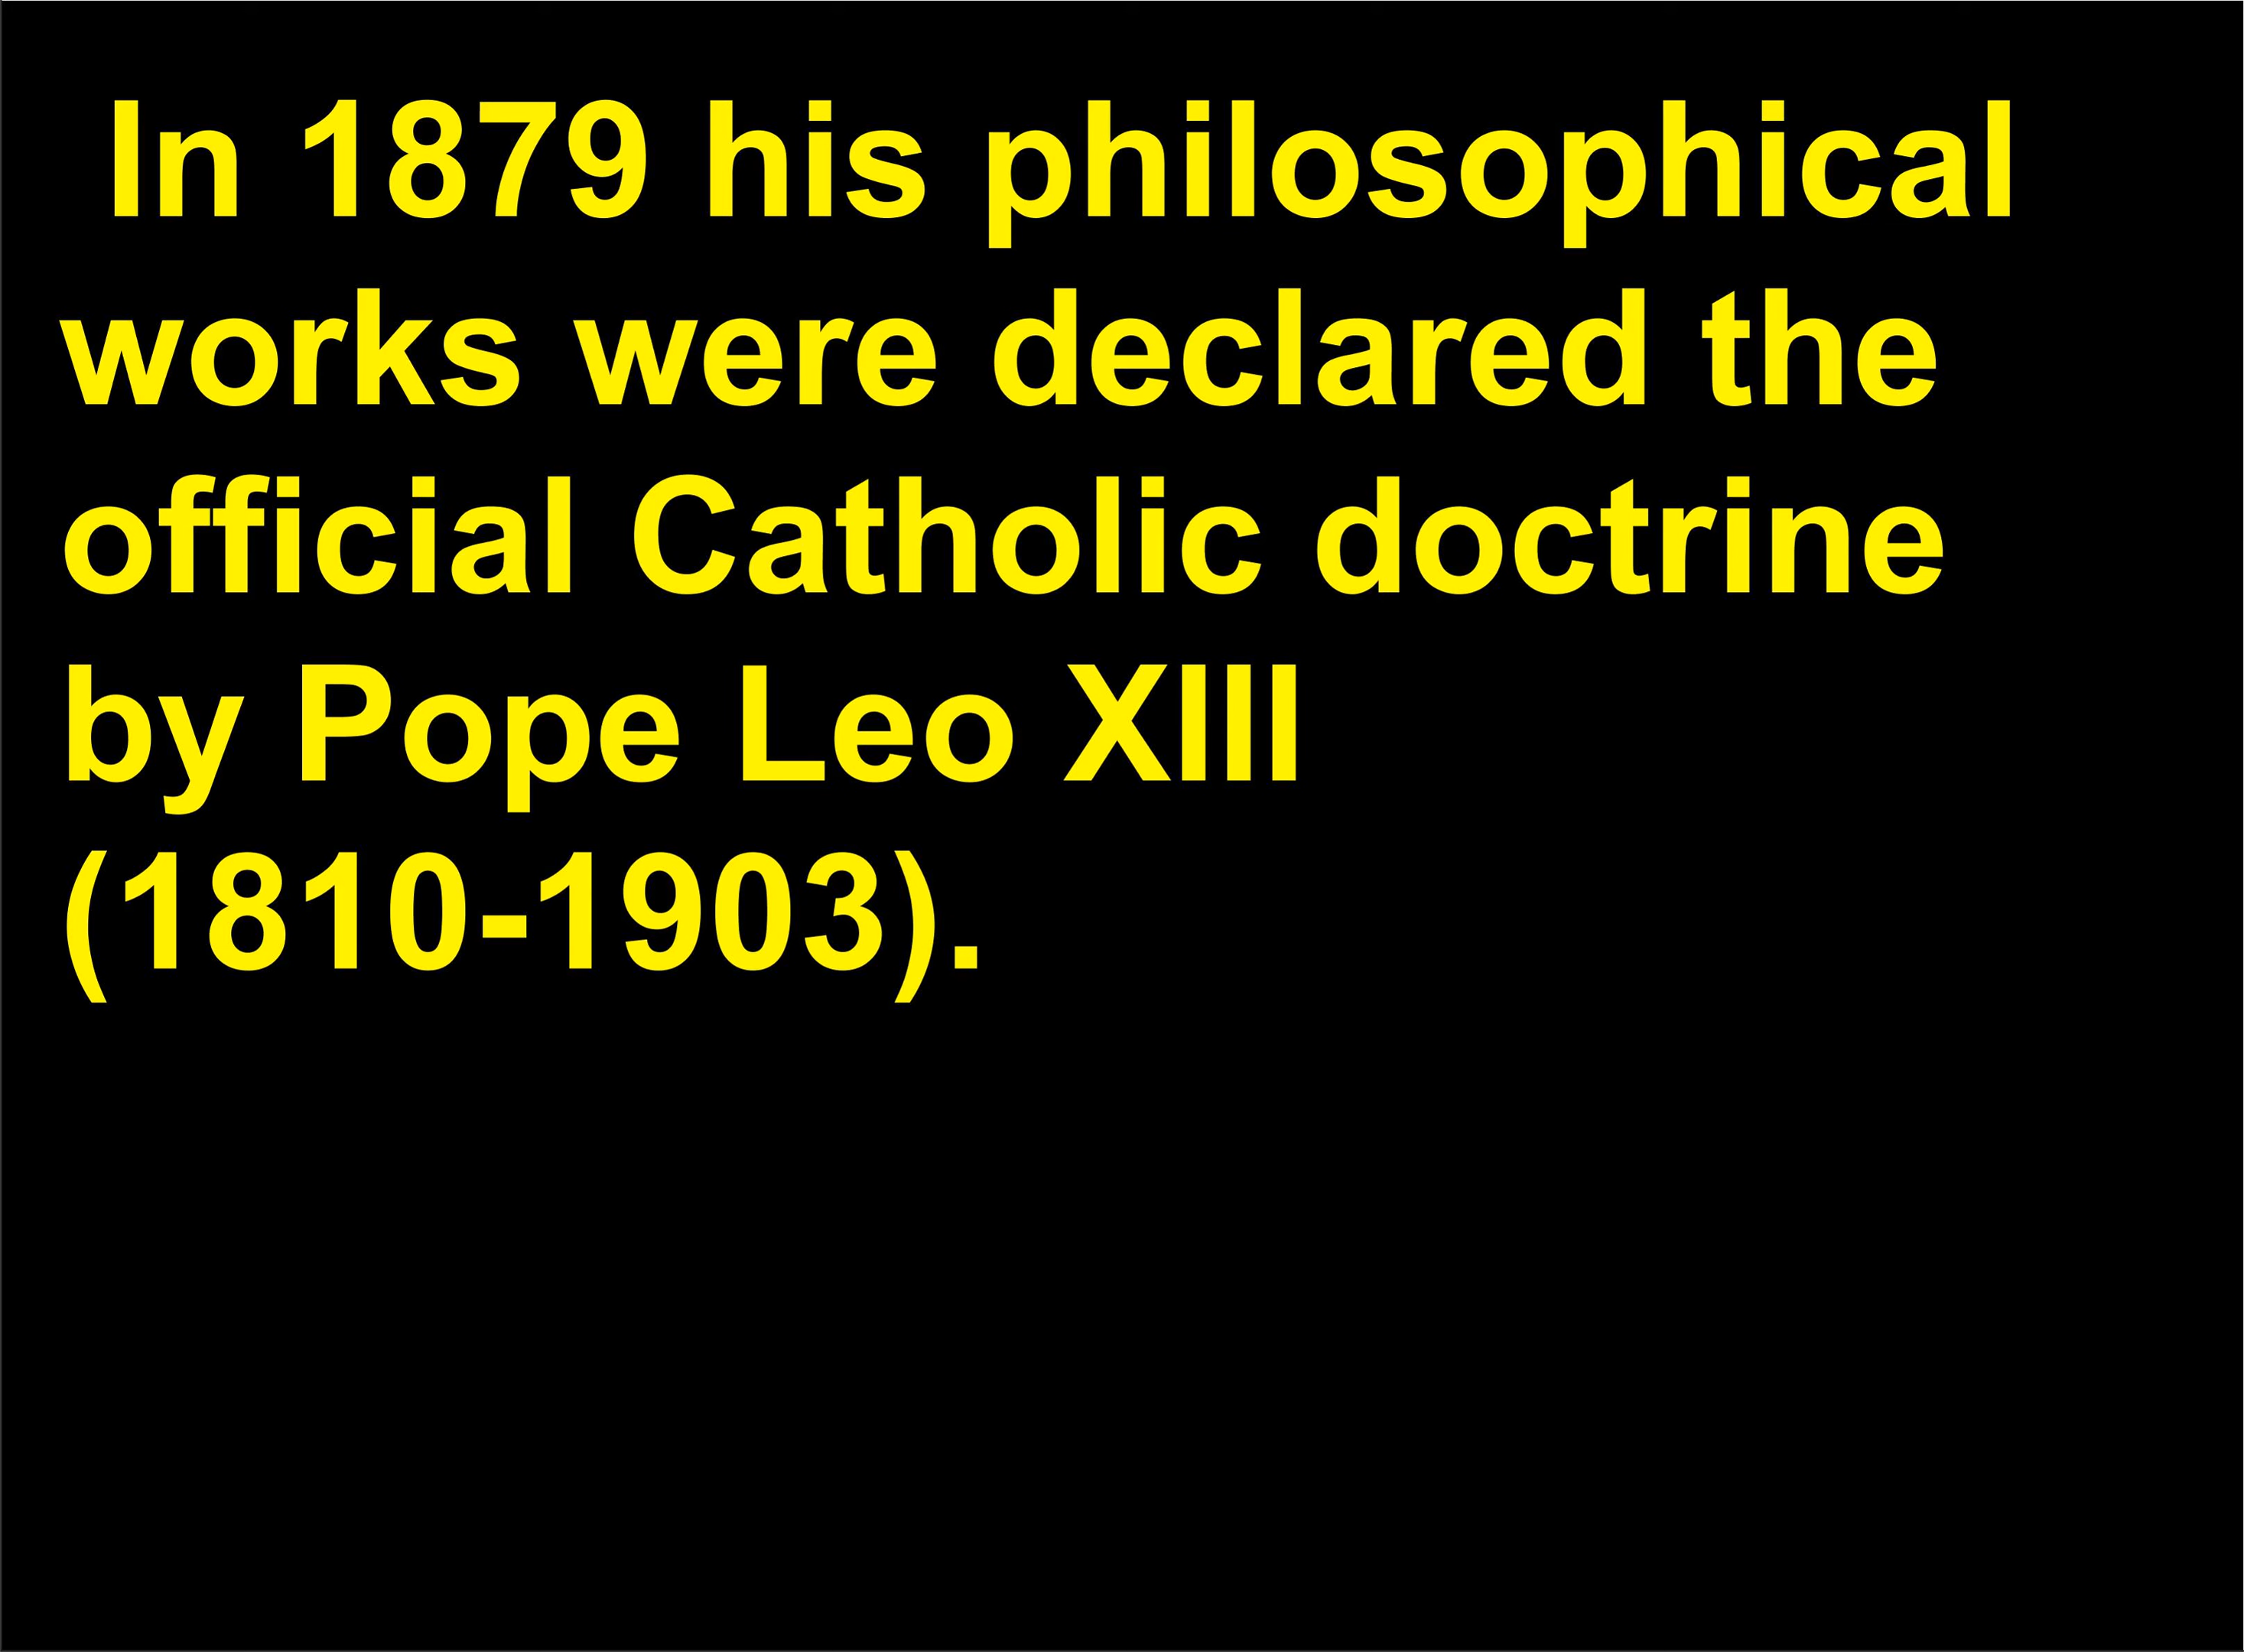 In 1879 his philosophical
works were declared the
official Catholic doctrine
by Pope Leo XIII
(1810-1903).